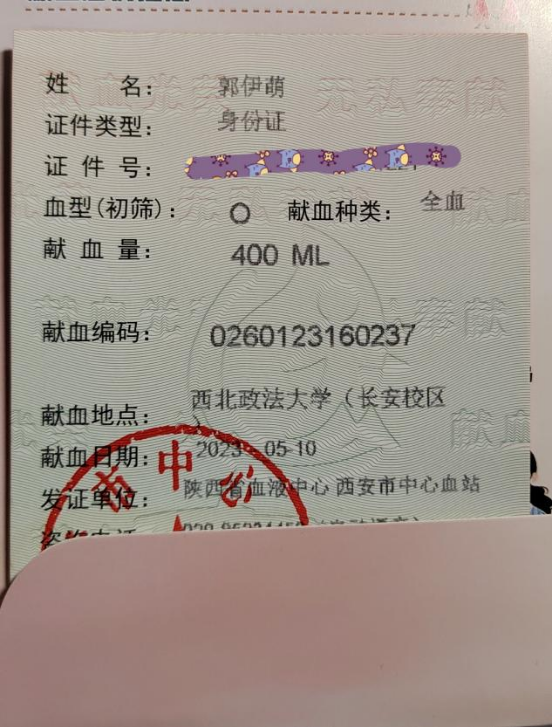 姓 名： 郭伊萌
证件类型： 身份证
证 件 号：
血型(初筛)： O 献血种类： 全血
献 血 量： 400 ML
献血编码： 0260123160237
献血地点： 西北政法大学（长安校区
）
献血日期： 2023-05-10
发证单位： 陕西省血液中心 西安市中心血站
市中心